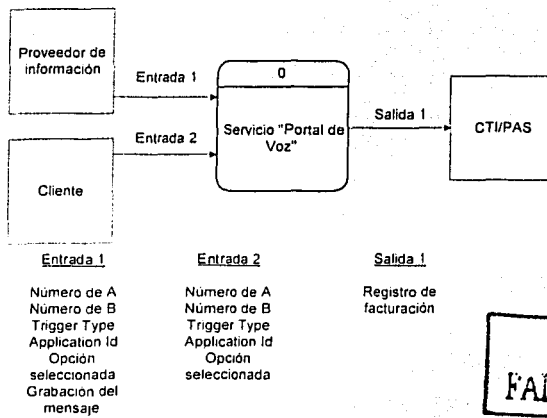 Proveedor de
información
Entrada 1
0
Servicio "Portal de
Voz"
Salida 1
CTI/PAS
Entrada 2
Cliente
Entrada 1
Número de A
Número de B
Trigger Type
Application Id
Opción
seleccionada
Grabación del
mensaje
Entrada 2
Número de A
Número de B
Trigger Type
Application Id
Opción
seleccionada
Salida 1
Registro de
facturación